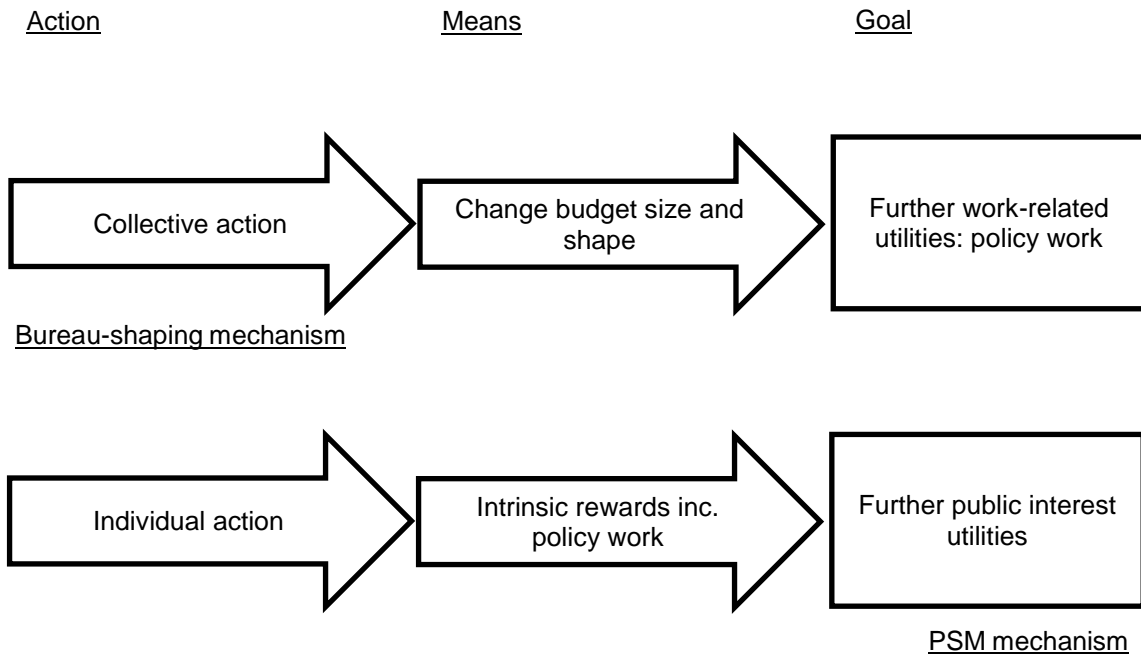 Action
Means
Goal
Collective action
Change budget size and
shape
Further work-related
utilities: policy work
Bureau-shaping mechanism
Individual action
Intrinsic rewards inc.
policy work
Further public interest
utilities
PSM mechanism